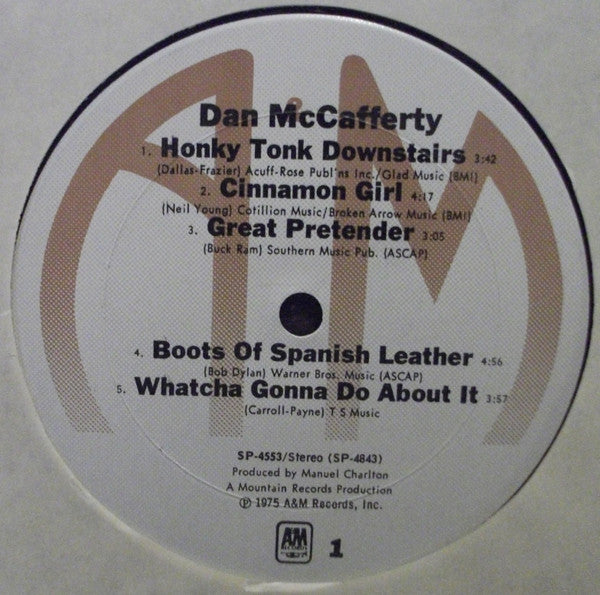 A&M
Dan McCafferty
1. Honky Tonk Downstairs 3:42
(Dallas-Frazier) Acuff-Rose Publ'ns Inc./Glad Music (BMI)
2. Cinnamon Girl 4:17
(Neil Young) Cotillion Music/Broken Arrow Music (BMI)
3. Great Pretender 3:05
(Buck Ram) Southern Music Pub. (ASCAP)
4. Boots Of Spanish Leather 4:56
(Bob Dylan) Warner Bros. Music (ASCAP)
5. Whatcha Gonna Do About It 3:57
(Carroll-Payne) T S Music
SP-4553/Stereo (SP-4843)
Produced by Manuel Charlton
A Mountain Records Production
℗ 1975 A&M Records, Inc.
A&M
RECORDS
1